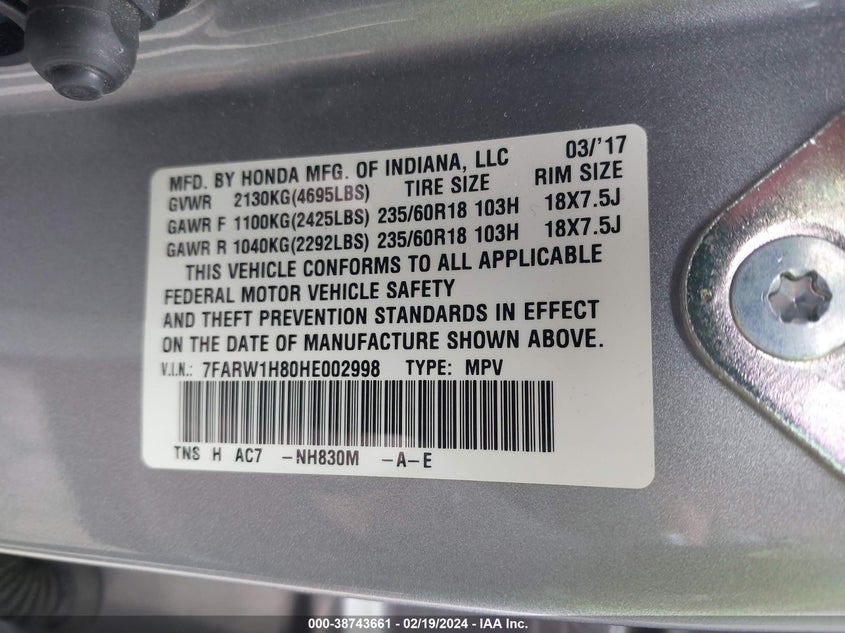 MFD. BY HONDA MFG. OF INDIANA, LLC 03/'17
GVWR 2130KG(4695LBS) TIRE SIZE RIM SIZE
GAWR F 1100KG(2425LBS) 235/60R18 103H 18X7.5J
GAWR R 1040KG(2292LBS) 235/60R18 103H 18X7.5J
THIS VEHICLE CONFORMS TO ALL APPLICABLE
FEDERAL MOTOR VEHICLE SAFETY
AND THEFT PREVENTION STANDARDS IN EFFECT
ON THE DATE OF MANUFACTURE SHOWN ABOVE.
V.I.N.: 7FARW1H80HE002998 TYPE: MPV
TNS H AC7 -NH830M -A-E
000-38743661 - 02/19/2024 - IAA Inc.